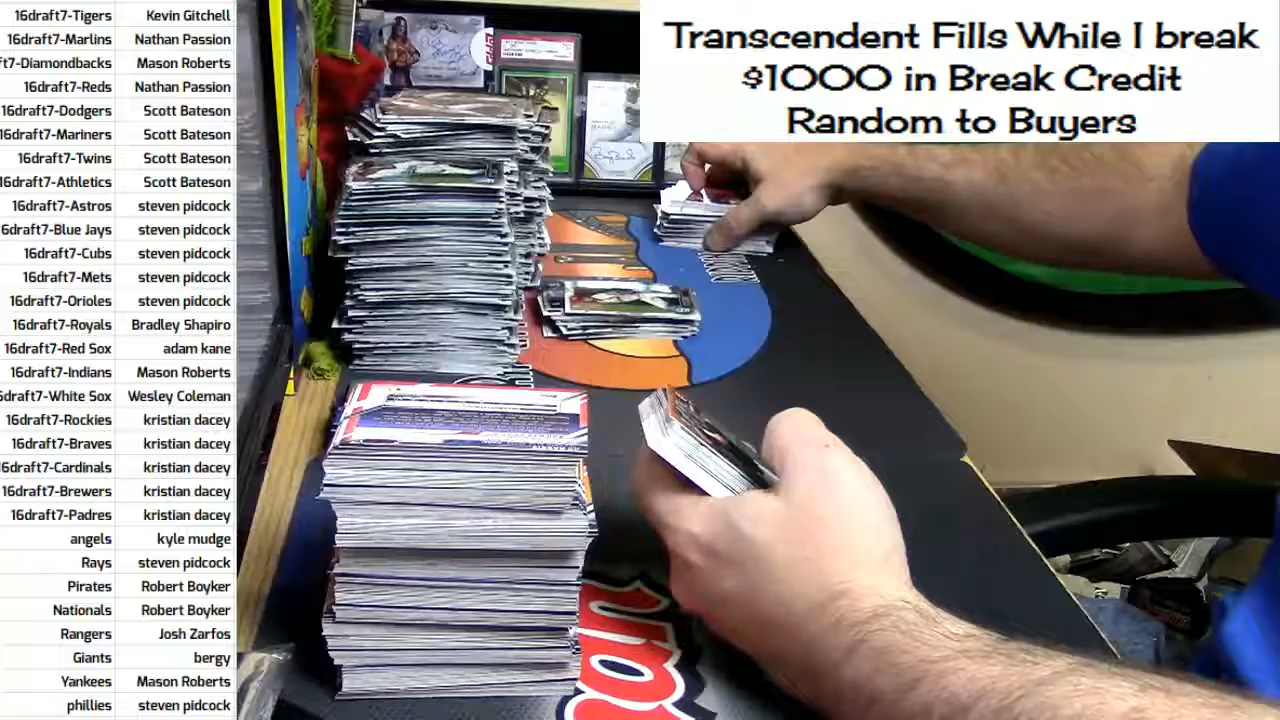 Transcendent Fills While I break
$1000 in Break Credit
Random to Buyers
16draft7-Tigers Kevin Gitchell
16draft7-Marlins Nathan Passion
ft7-Diamondbacks Mason Roberts
16draft7-Reds Nathan Passion
16draft7-Dodgers Scott Bateson
16draft7-Mariners Scott Bateson
16draft7-Twins Scott Bateson
16draft7-Athletics Scott Bateson
16draft7-Astros steven pidcock
6draft7-Blue Jays steven pidcock
16draft7-Cubs steven pidcock
16draft7-Mets steven pidcock
16draft7-Orioles steven pidcock
16draft7-Royals Bradley Shapiro
16draft7-Red Sox adam kane
16draft7-Indians Mason Roberts
6draft7-White Sox Wesley Coleman
16draft7-Rockies kristian dacey
16draft7-Braves kristian dacey
6draft7-Cardinals kristian dacey
16draft7-Brewers kristian dacey
16draft7-Padres kristian dacey
angels kyle mudge
Rays steven pidcock
Pirates Robert Boyker
Nationals Robert Boyker
Rangers Josh Zarfos
Giants bergy
Yankees Mason Roberts
phillies steven pidcock